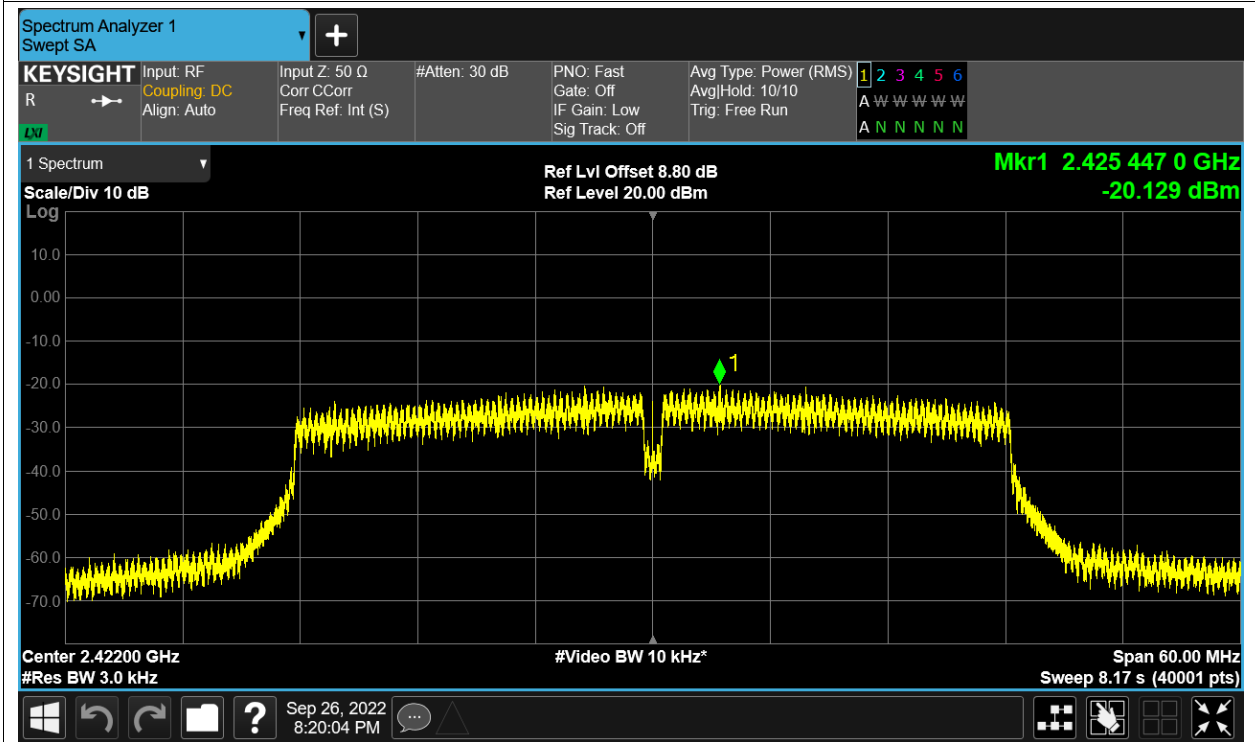 Spectrum Analyzer 1
Swept SA
+
KEYSIGHT
R
LXI
Input: RF
Coupling: DC
Align: Auto
Input Z: 50 Ω
Corr CCorr
Freq Ref: Int (S)
#Atten: 30 dB
PNO: Fast
Gate: Off
IF Gain: Low
Sig Track: Off
Avg Type: Power (RMS)
Avg|Hold: 10/10
Trig: Free Run
1 2 3 4 5 6
A W W W W W
A N N N N N
1 Spectrum
Scale/Div 10 dB
Log
Ref Lvl Offset 8.80 dB
Ref Level 20.00 dBm
Mkr1 2.425 447 0 GHz
-20.129 dBm
10.0
0.00
-10.0
-20.0
-30.0
-40.0
-50.0
-60.0
-70.0
1
Center 2.42200 GHz
#Res BW 3.0 kHz
#Video BW 10 kHz*
Span 60.00 MHz
Sweep 8.17 s (40001 pts)
?
Sep 26, 2022
8:20:04 PM